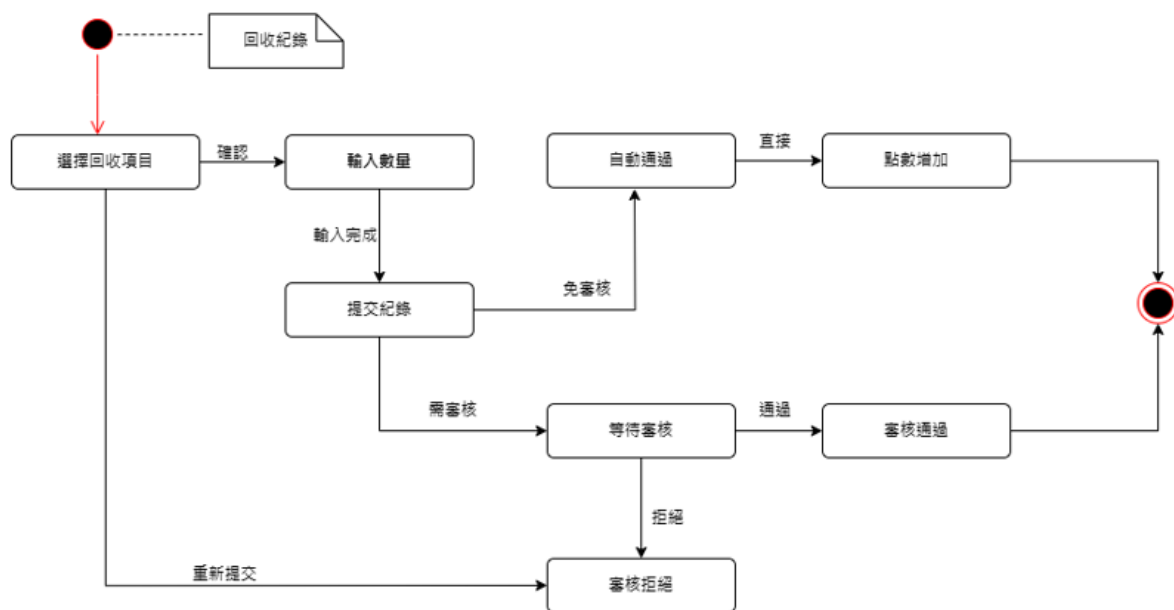 回收紀錄
選擇回收項目
確認
輸入數量
自動通過
直接
點數增加
輸入完成
提交紀錄
免審核
需審核
等待審核
通過
審核通過
拒絕
重新提交
審核拒絕